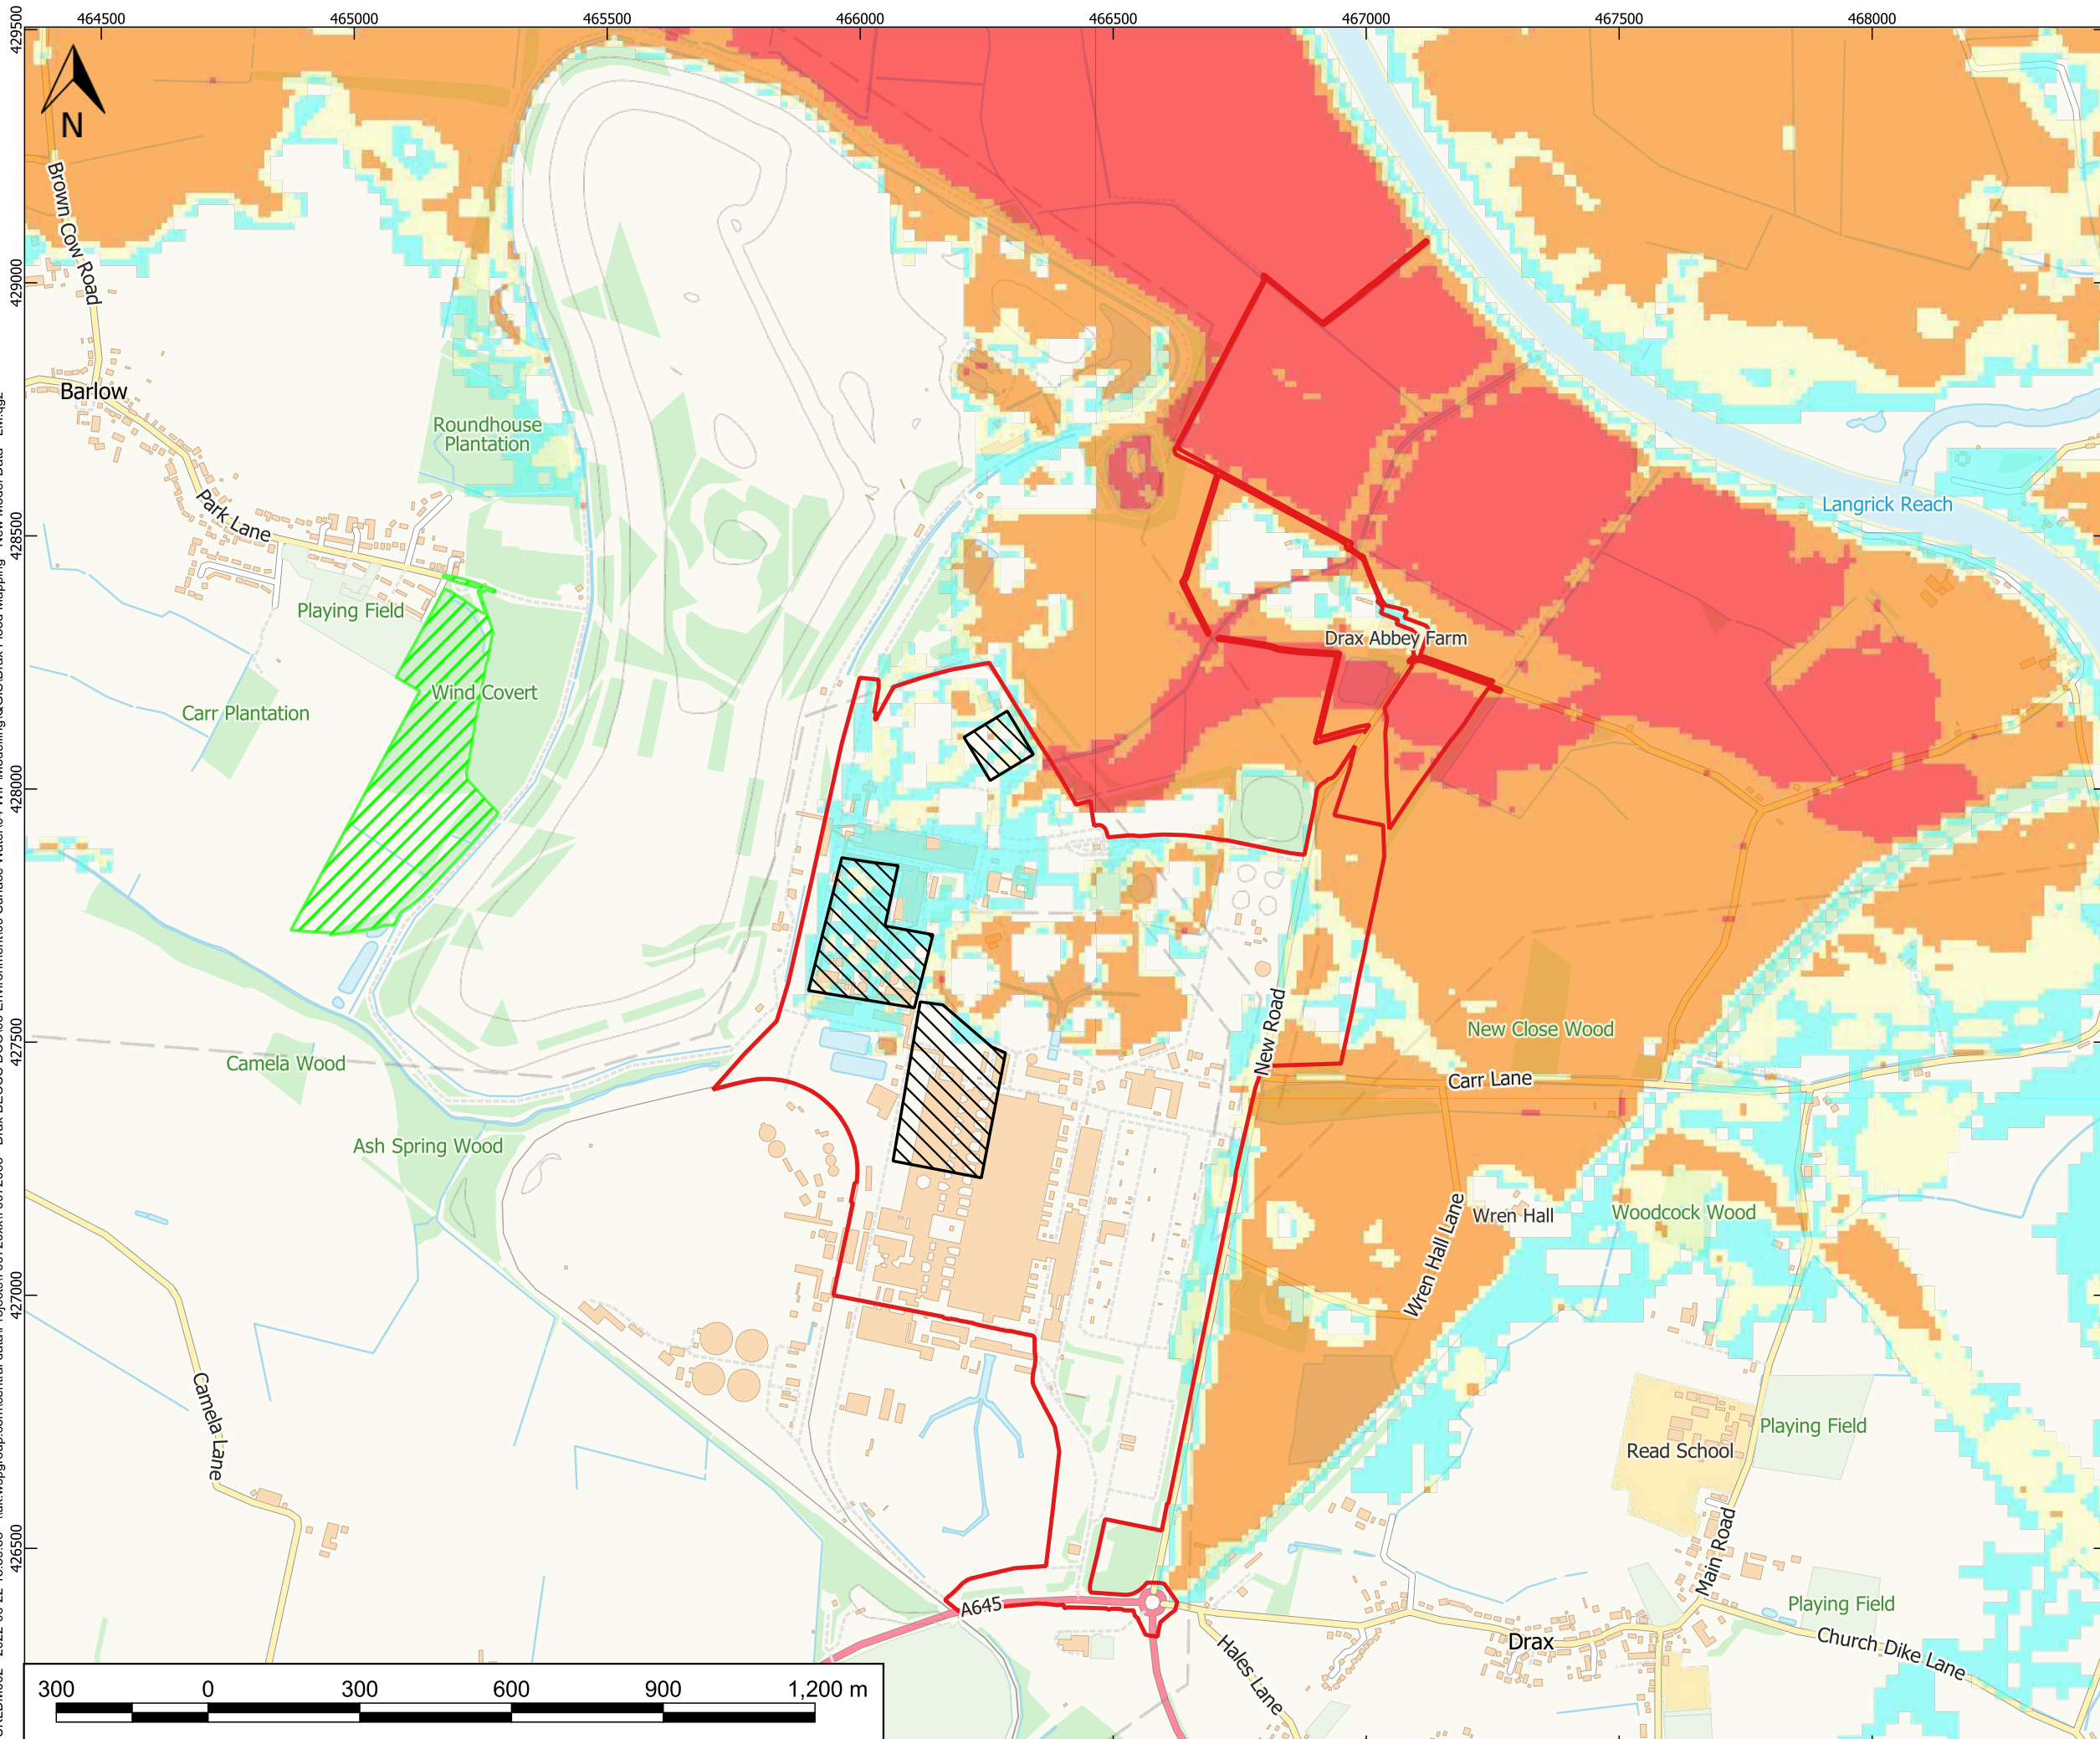 464500 465000 465500 466000 466500 467000 467500 468000
429500
N
Brown Cow Road
429000
Barlow
Roundhouse
Plantation
Park Lane
Langrick Reach
428500
Playing Field
Drax Abbey Farm
Wind Covert
Carr Plantation
428000
New Road
New Close Wood
427500
Camela Wood
Carr Lane
Ash Spring Wood
Wren Hall Lane
Wren Hall
Woodcock Wood
427000
Camela Lane
Playing Field
Read School
Main Road
426500
A645
Playing Field
Drax
Hales Lane
Church Dike Lane
300 0 300 600 900 1,200 m